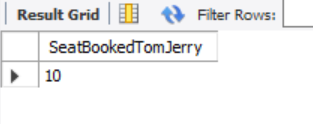 Result Grid Filter Rows:
SeatBookedTomJerry
10